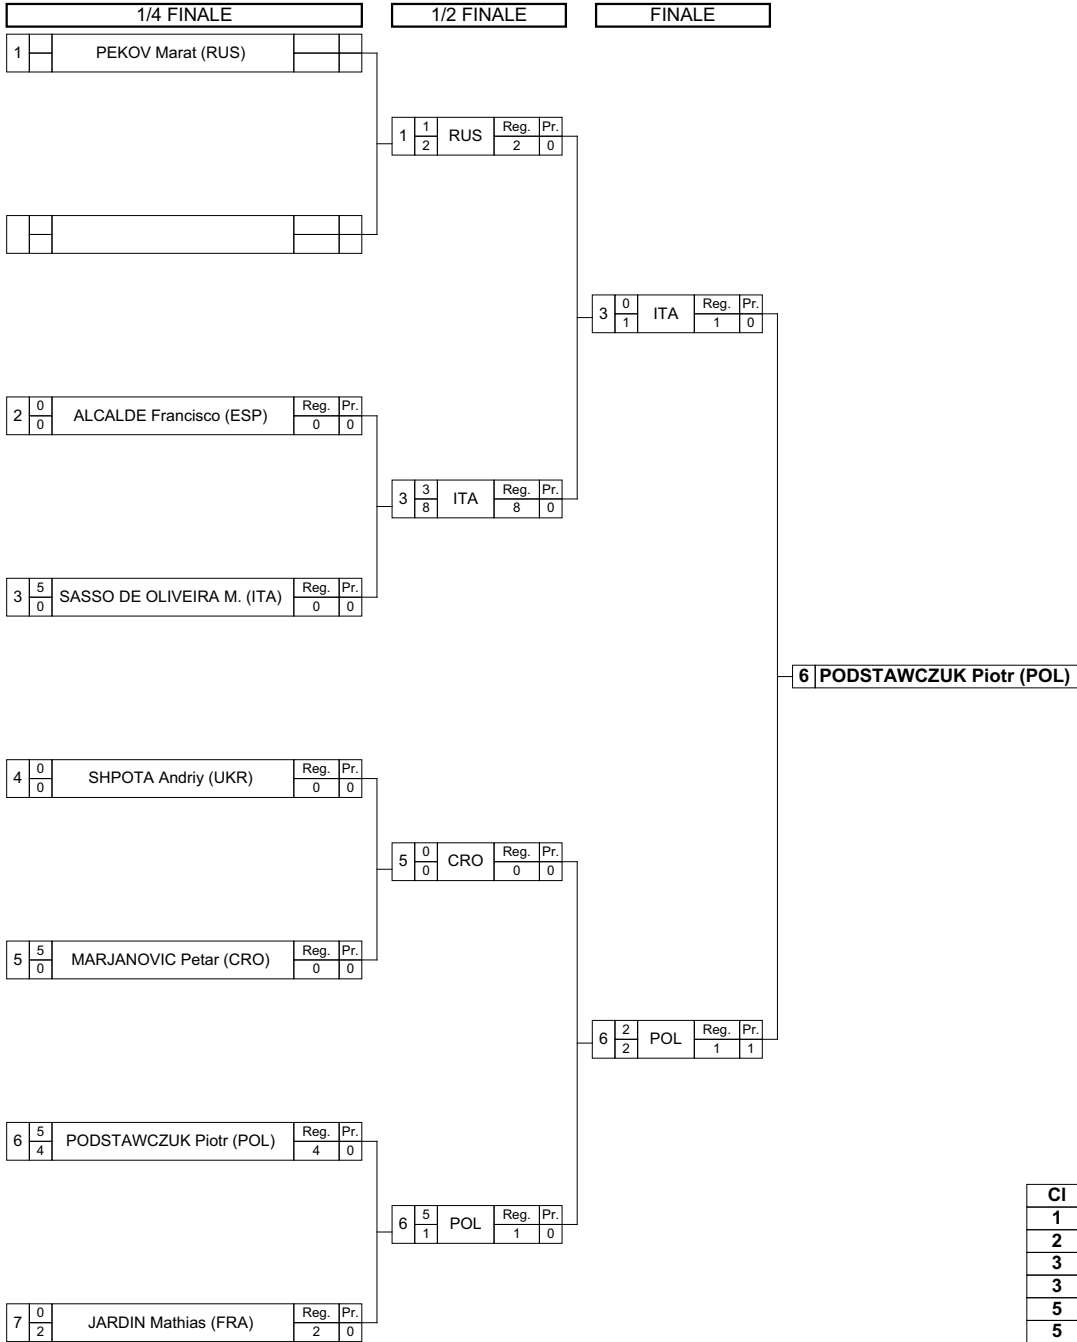 1/4 FINALE 1/2 FINALE FINALE
1 PEKOV Marat (RUS)
1 1 RUS Reg. Pr.
2 2 0
3 0 ITA Reg. Pr.
1 1 0
2 0 ALCALDE Francisco (ESP) Reg. Pr.
0 0 0
3 3 ITA Reg. Pr.
8 8 0
3 5 SASSO DE OLIVEIRA M. (ITA) Reg. Pr.
0 0 0
6 PODSTAWCZUK Piotr (POL)
4 0 SHPOTA Andriy (UKR) Reg. Pr.
0 0 0
5 0 CRO Reg. Pr.
0 0 0
5 5 MARJANOVIC Petar (CRO) Reg. Pr.
0 0 0
6 2 POL Reg. Pr.
2 1 1
6 5 PODSTAWCZUK Piotr (POL) Reg. Pr.
4 4 0
6 5 POL Reg. Pr.
1 1 0
7 0 JARDIN Mathias (FRA) Reg. Pr.
2 2 0
Cl
1
2
3
3
5
5